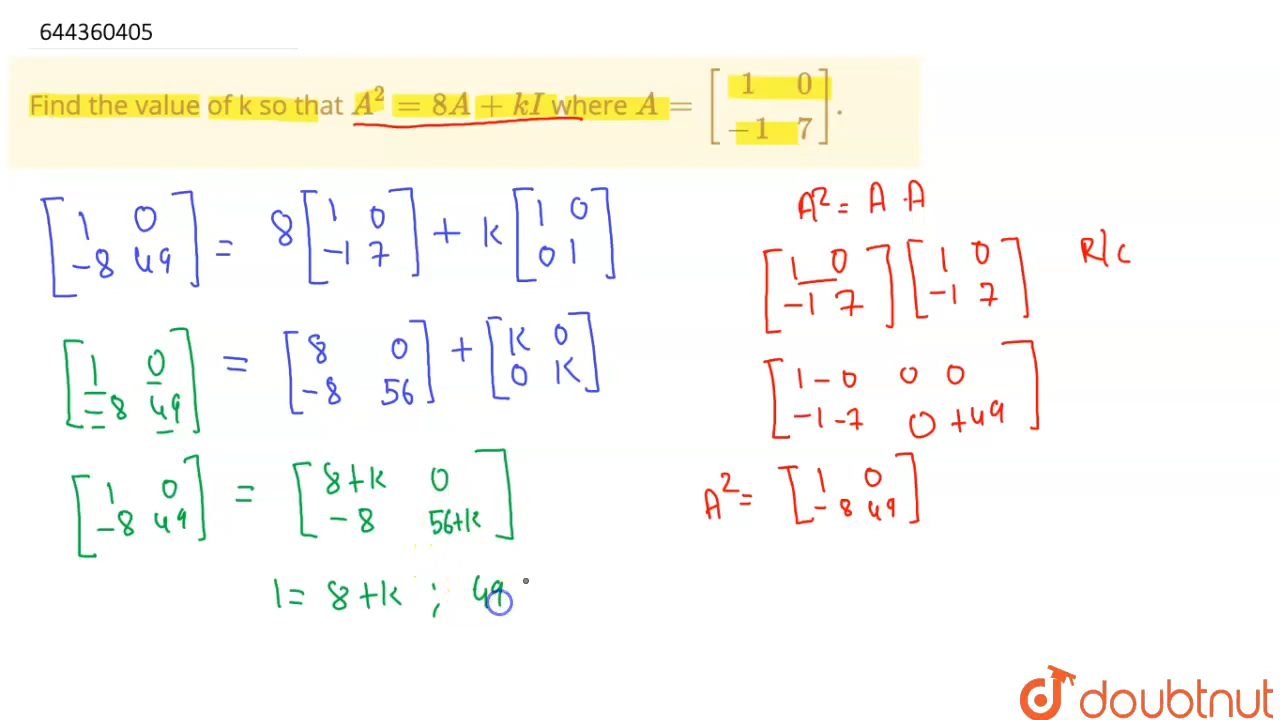 644360405
Find the value of k so that A² = 8A + kI where A = [1 0
-1 7].
[1 0
-8 49] = 8 [1 0
-1 7] + k [1 0
0 1]
[1 0
-8 49] = [8 0
-8 56] + [K 0
0 K]
[1 0
-8 49] = [8+k 0
-8 56+k]
1 = 8+k ; 49
A² = A . A
[1 0
-1 7] [1 0
-1 7] R/c
[1-0 0 0
-1-7 0+49]
A² = [1 0
-8 49]
doubtnut